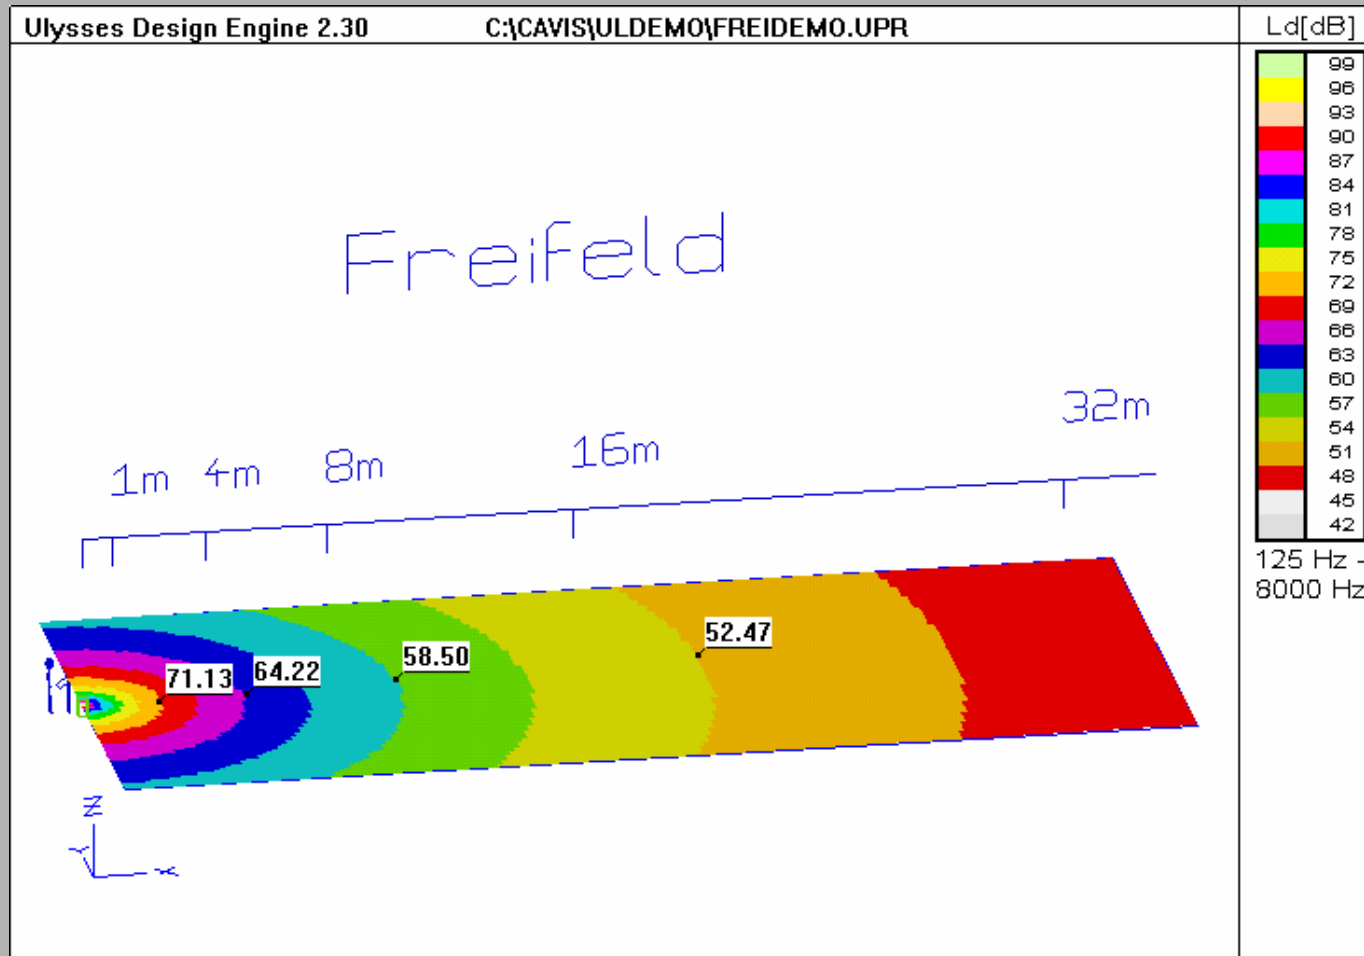 Ulysses Design Engine 2.30 C:\CAVIS\ULDEMO\FREIDEMO.UPR Ld[dB]
99
96
93
90
87
84
81
78
75
72
69
66
63
60
57
54
51
48
45
42
125 Hz -
8000 Hz
Freifeld
1m 4m 8m 16m 32m
71.13 64.22 58.50 52.47
Z
Y
X